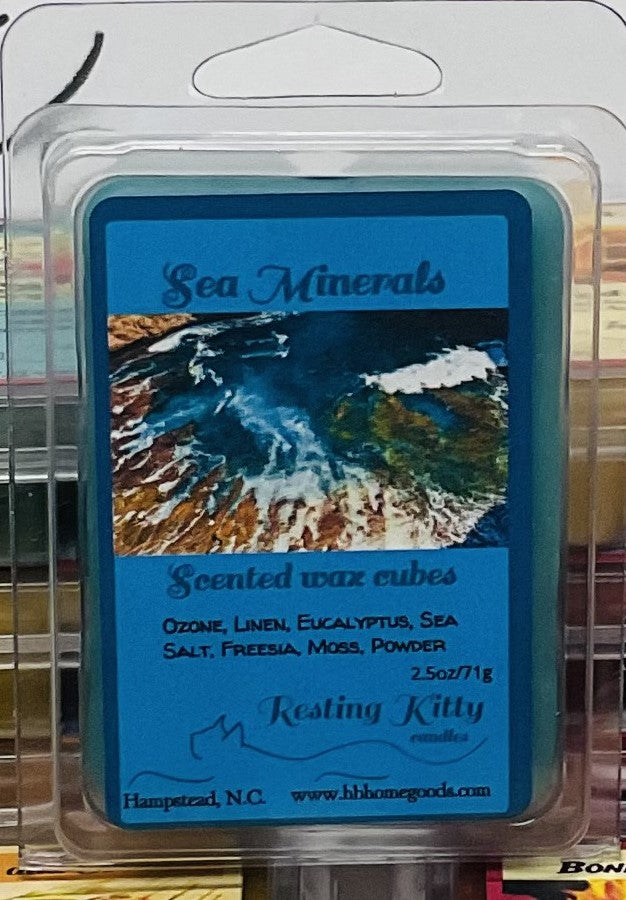 Sea Minerals
Scented wax cubes
Ozone, Linen, Eucalyptus, Sea
Salt, Freesia, Moss, Powder
2.5oz/71g
Resting Kitty
candles
Hampstead, N.C. www.hbhomegoods.com